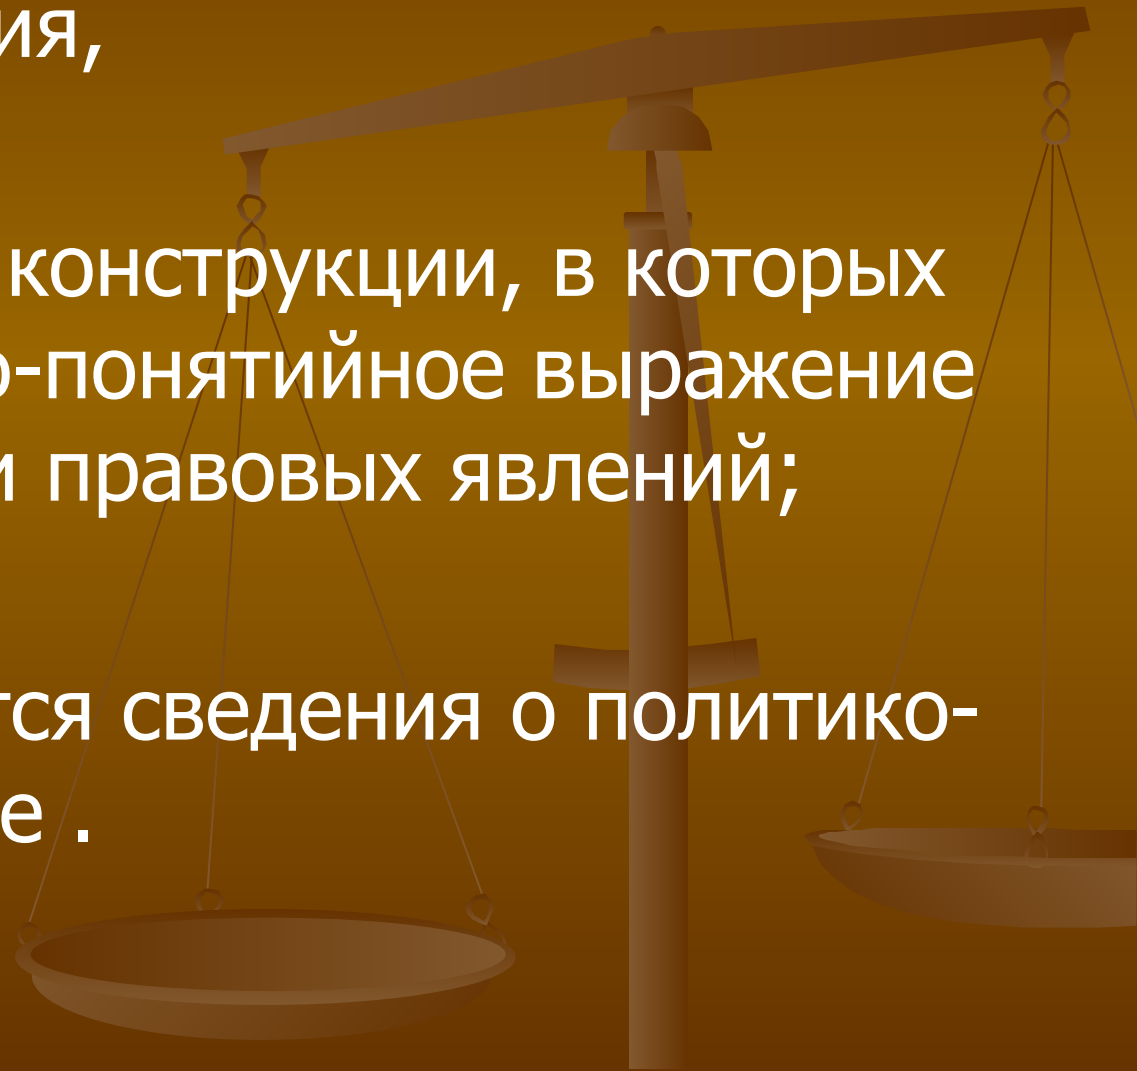 ия,
конструкции, в которых
о-понятийное выражение
и правовых явлений;
тся сведения о политико-
е .